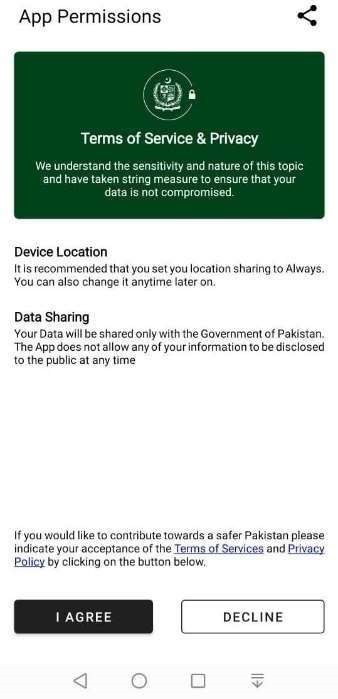 App Permissions
Terms of Service & Privacy
We understand the sensitivity and nature of this topic
and have taken string measure to ensure that your
data is not compromised.
Device Location
It is recommended that you set you location sharing to Always.
You can also change it anytime later on.
Data Sharing
Your Data will be shared only with the Government of Pakistan.
The App does not allow any of your information to be disclosed
to the public at any time
If you would like to contribute towards a safer Pakistan please
indicate your acceptance of the Terms of Services and Privacy
Policy by clicking on the button below.
I AGREE
DECLINE